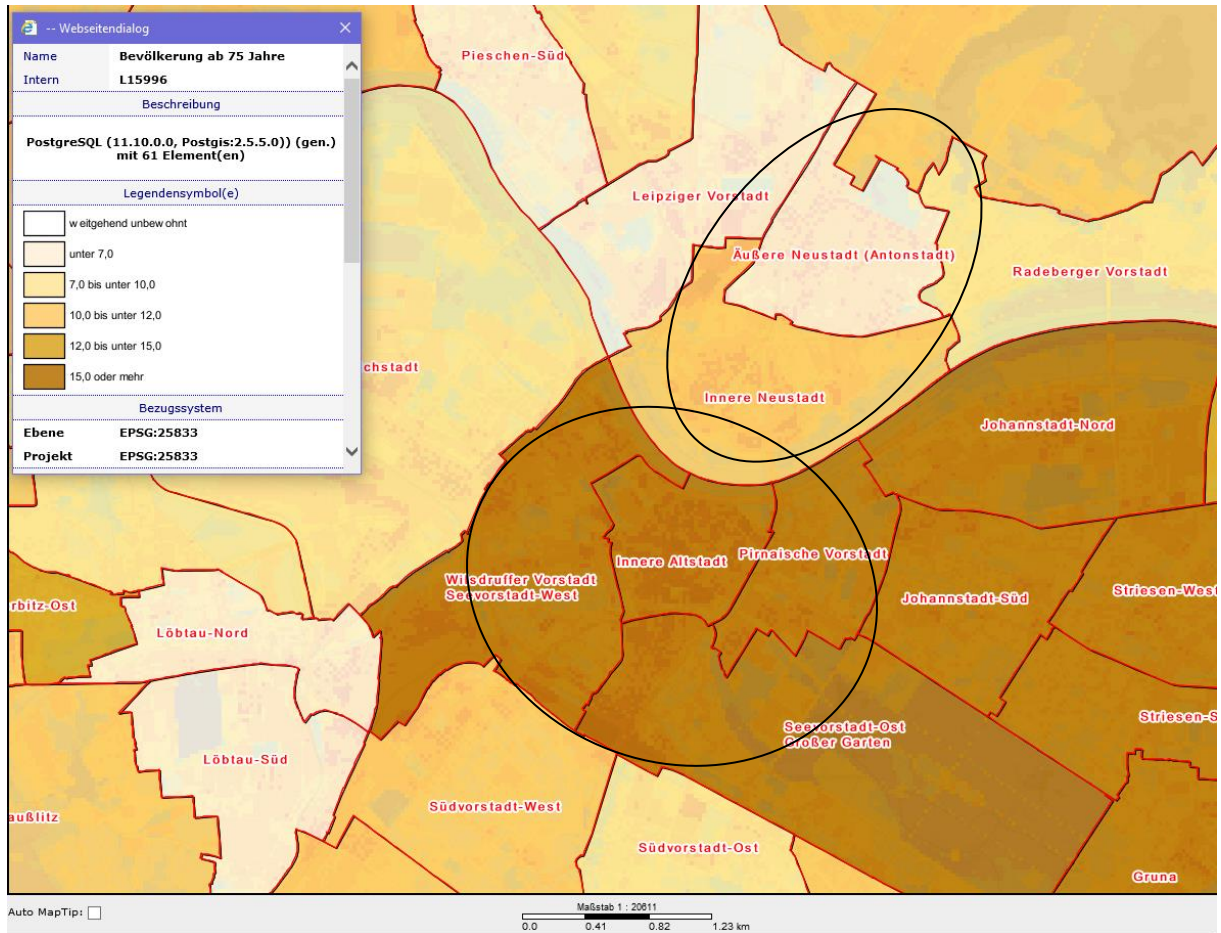 -- Webseitendialog
Name Bevölkerung ab 75 Jahre
Intern L15996
Beschreibung
PostgreSQL (11.10.0.0, Postgis:2.5.5.0)) (gen.)
mit 61 Element(en)
Legendensymbol(e)
weitgehend unbewohnt
unter 7,0
7,0 bis unter 10,0
10,0 bis unter 12,0
12,0 bis unter 15,0
15,0 oder mehr
Bezugssystem
Ebene EPSG:25833
Projekt EPSG:25833
Pieschen-Süd
Leipziger Vorstadt
Äußere Neustadt (Antonstadt)
Radeberger Vorstadt
chstadt
Innere Neustadt
Johannstadt-Nord
Innere Altstadt
Pirnaische Vorstadt
Wilsdruffer Vorstadt
Seevorstadt-West
Johannstadt-Süd
Striesen-West
rbitz-Ost
Löbtau-Nord
Striesen-S
Seevorstadt-Ost
Großer Garten
Löbtau-Süd
Südvorstadt-West
außlitz
Südvorstadt-Ost
Gruna
Auto MapTip:
Maßstab 1 : 20611
0.0 0.41 0.82 1.23 km